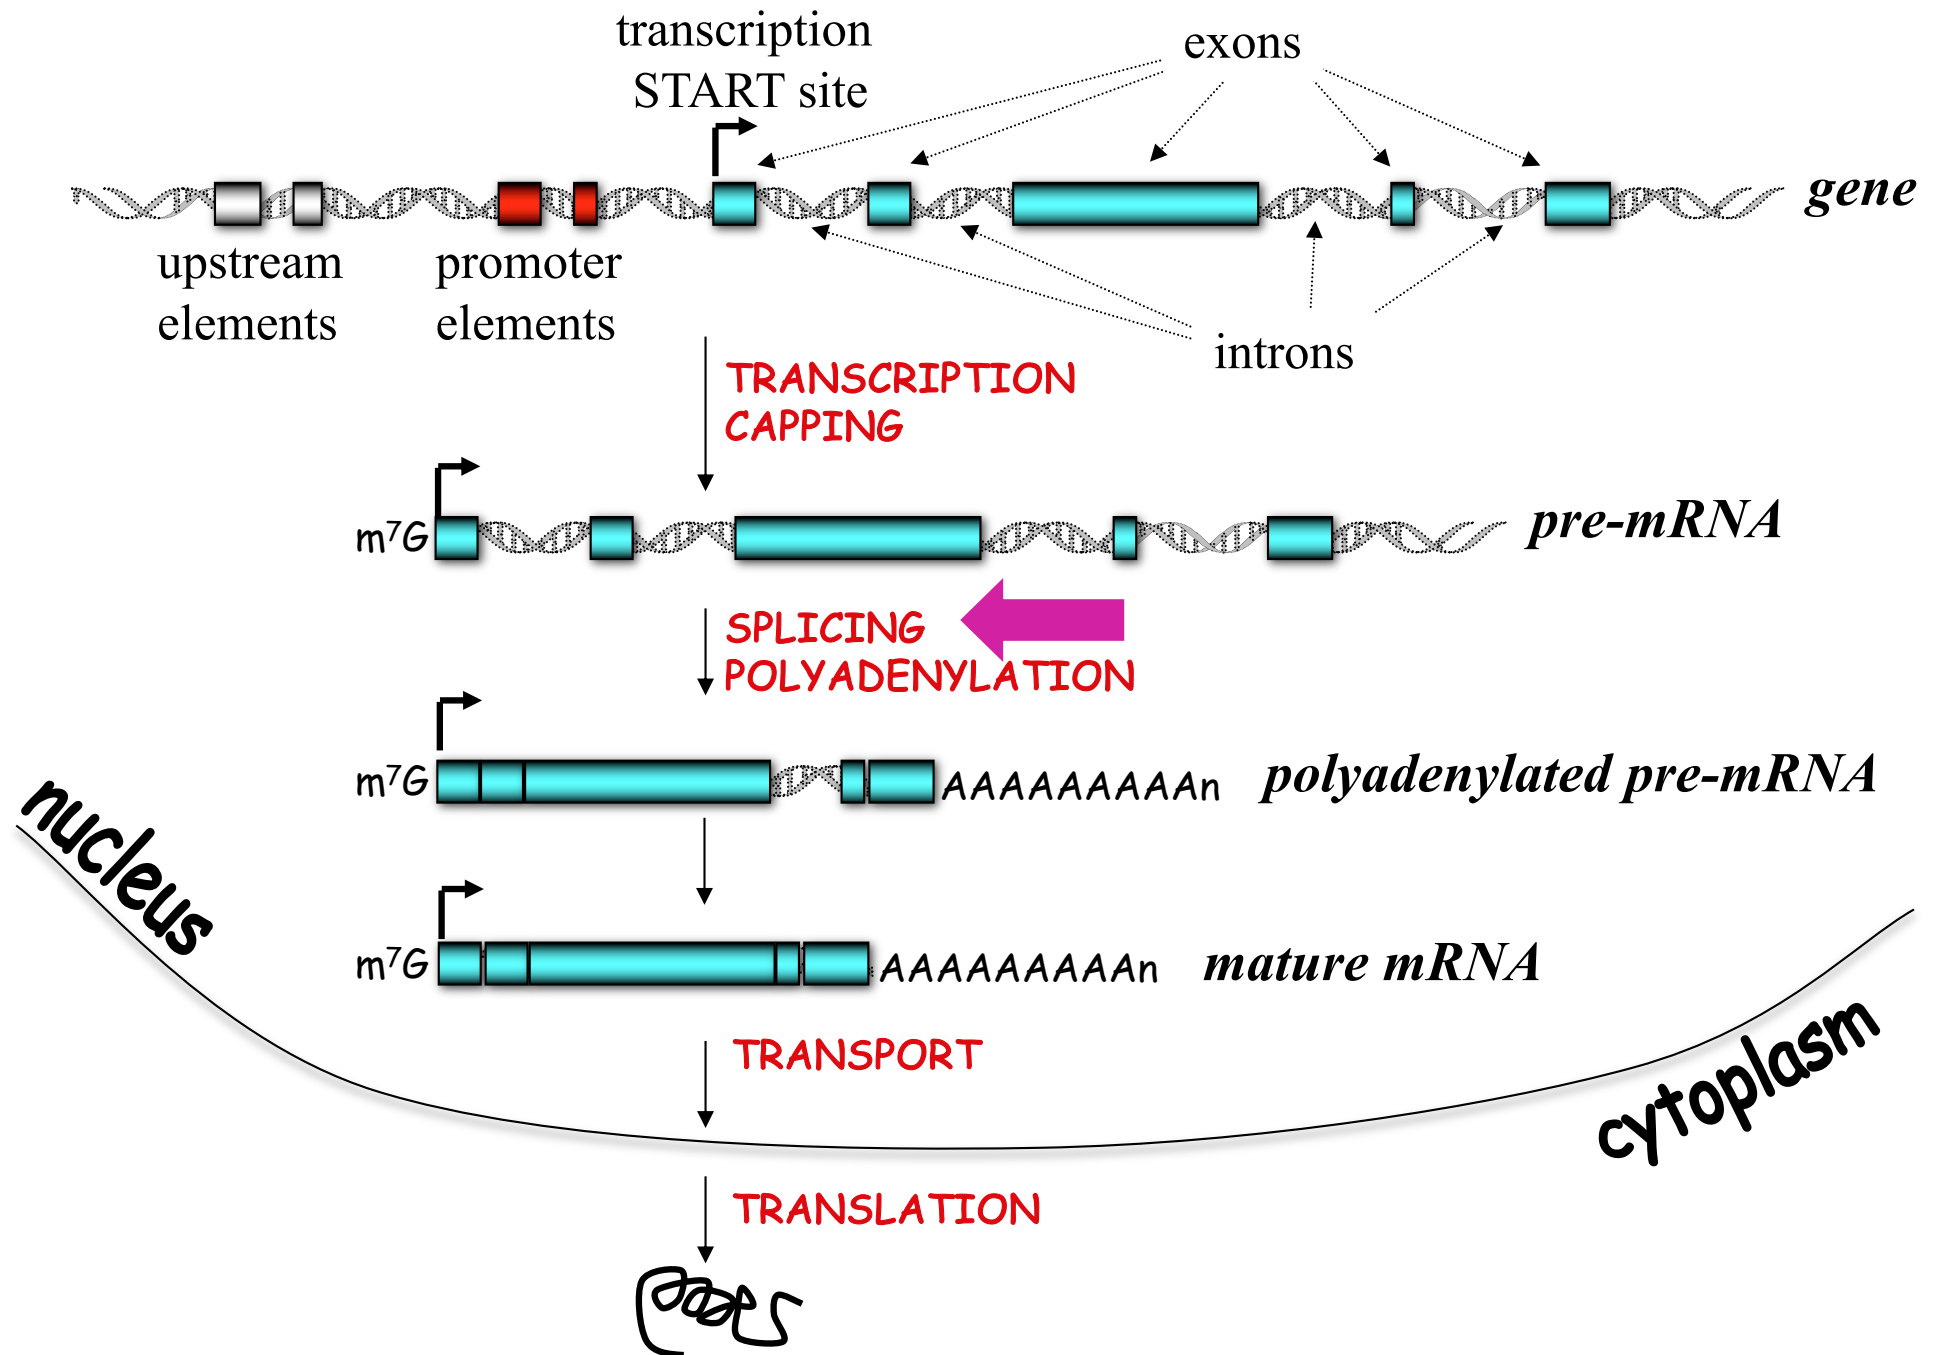 transcription
START site
exons
gene
upstream
elements
promoter
elements
introns
TRANSCRIPTION
CAPPING
m⁷G
pre-mRNA
SPLICING
POLYADENYLATION
m⁷G
AAAAAAAAAn
polyadenylated pre-mRNA
nucleus
m⁷G
AAAAAAAAAn
mature mRNA
TRANSPORT
cytoplasm
TRANSLATION